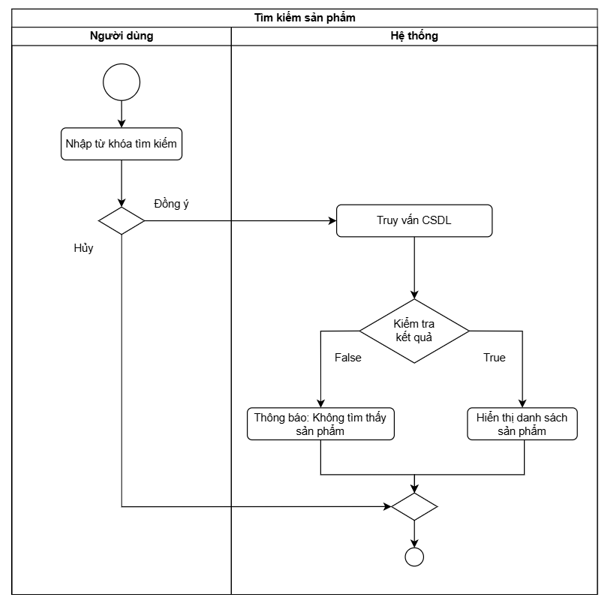 Tìm kiếm sản phẩm
Người dùng
Hệ thống
Nhập từ khóa tìm kiếm
Đồng ý
Hủy
Truy vấn CSDL
Kiểm tra
kết quả
False
True
Thông báo: Không tìm thấy
sản phẩm
Hiển thị danh sách
sản phẩm